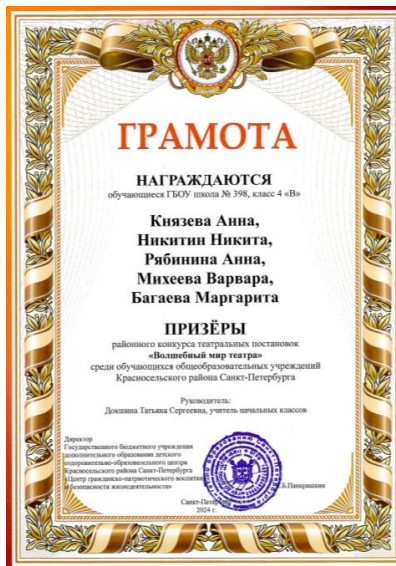 ГРАМОТА
НАГРАЖДАЮТСЯ
обучающиеся ГБОУ школа № 398, класс 4 «В»
Князева Анна,
Никитин Никита,
Рябинина Анна,
Михеева Варвара,
Багаева Маргарита
ПРИЗЁРЫ
районного конкурса театральных постановок
«Волшебный мир театра»
среди обучающихся общеобразовательных учреждений
Красносельского района Санкт-Петербурга
Руководитель:
Докшина Татьяна Сергеевна, учитель начальных классов
Директор
Государственного бюджетного учреждения
дополнительного образования детского
оздоровительно-образовательного центра
Красносельского района Санкт-Петербурга
«Центр гражданско-патриотического воспитания
и безопасности жизнедеятельности»
Санкт-Петербург
2024 г.